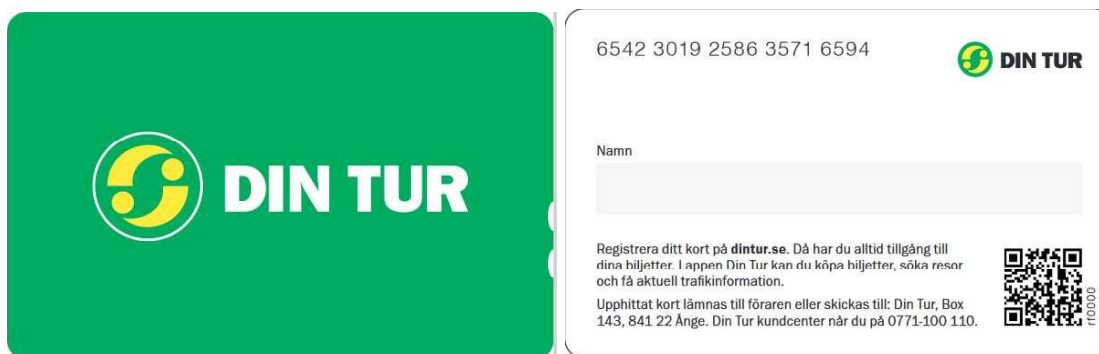 DIN TUR
6542 3019 2586 3571 6594
DIN TUR
Namn
Registrera ditt kort på dintur.se. Då har du alltid tillgång till
dina biljetter. I appen Din Tur kan du köpa biljetter, söka resor
och få aktuell trafikinformation.
Upphittat kort lämnas till föraren eller skickas till: Din Tur, Box
143, 841 22 Ånge. Din Tur kundcenter når du på 0771-100 110.
rf0000